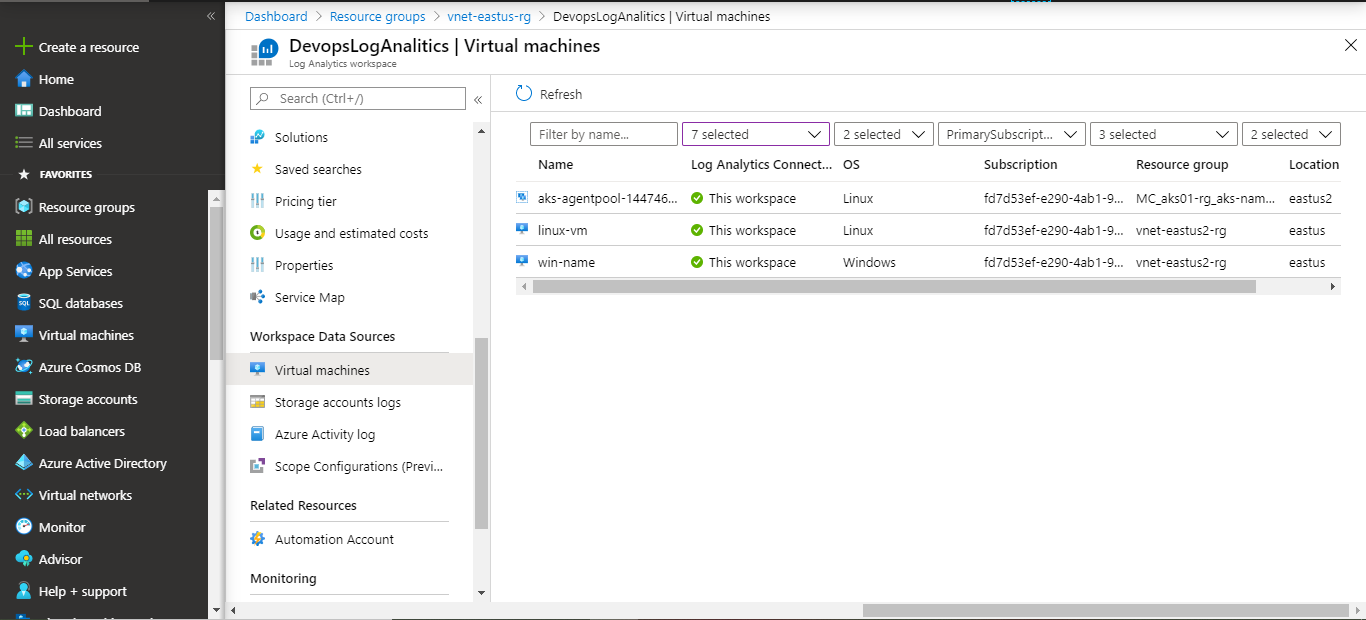 Dashboard > Resource groups > vnet-eastus-rg > DevopsLogAnalitics | Virtual machines
DevopsLogAnalitics | Virtual machines
Log Analytics workspace
Create a resource
Home
Dashboard
All services
FAVORITES
Resource groups
All resources
App Services
SQL databases
Virtual machines
Azure Cosmos DB
Storage accounts
Load balancers
Azure Active Directory
Virtual networks
Monitor
Advisor
Help + support
Search (Ctrl+/)
Solutions
Saved searches
Pricing tier
Usage and estimated costs
Properties
Service Map
Workspace Data Sources
Virtual machines
Storage accounts logs
Azure Activity log
Scope Configurations (Previ...
Related Resources
Automation Account
Monitoring
Refresh
Filter by name... 7 selected 2 selected PrimarySubscript... 3 selected 2 selected
Name Log Analytics Connect... OS Subscription Resource group Location
aks-agentpool-144746... This workspace Linux fd7d53ef-e290-4ab1-9... MC_aks01-rg_aks-nam... eastus2
linux-vm This workspace Linux fd7d53ef-e290-4ab1-9... vnet-eastus2-rg eastus
win-name This workspace Windows fd7d53ef-e290-4ab1-9... vnet-eastus2-rg eastus